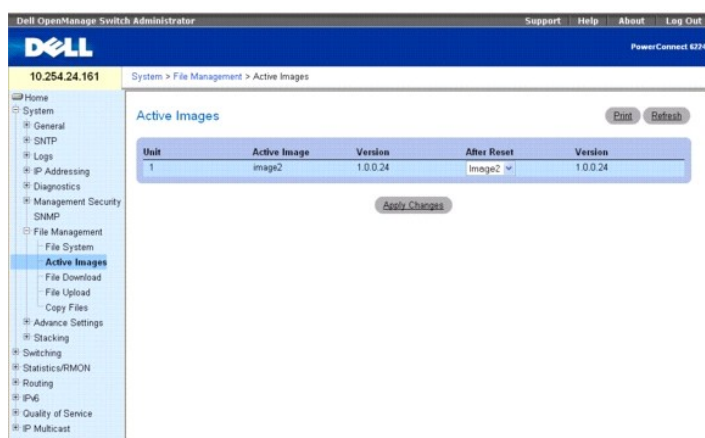 Dell OpenManage Switch Administrator
Support Help About Log Out
DELL
PowerConnect 6224
10.254.24.161
System > File Management > Active Images
Home
System
General
SNTP
Logs
IP Addressing
Diagnostics
Management Security
SNMP
File Management
File System
Active Images
File Download
File Upload
Copy Files
Advance Settings
Stacking
Switching
Statistics/RMON
Routing
IPv6
Quality of Service
IP Multicast
Active Images
Print Refresh
Unit Active Image Version After Reset Version
1 image2 1.0.0.24 Image2 1.0.0.24
Apply Changes